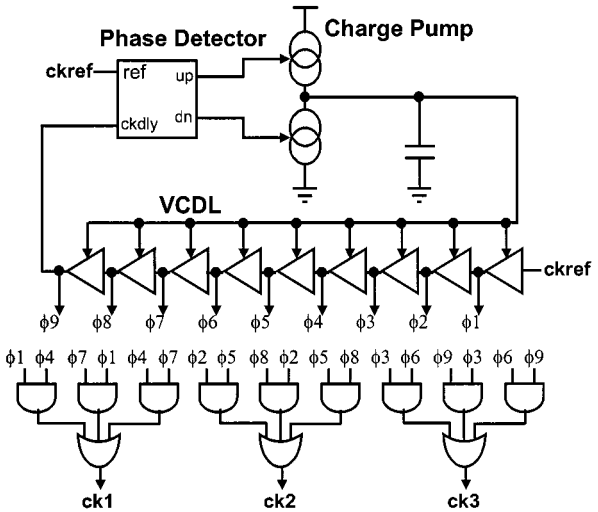 Phase Detector
Charge Pump
ckref
ref
up
ckdly
dn
VCDL
ckref
ϕ9 ϕ8 ϕ7 ϕ6 ϕ5 ϕ4 ϕ3 ϕ2 ϕ1
ϕ1 ϕ4 ϕ7 ϕ1 ϕ4 ϕ7 ϕ2 ϕ5 ϕ8 ϕ2 ϕ5 ϕ8 ϕ3 ϕ6 ϕ9 ϕ3 ϕ6 ϕ9
ck1 ck2 ck3